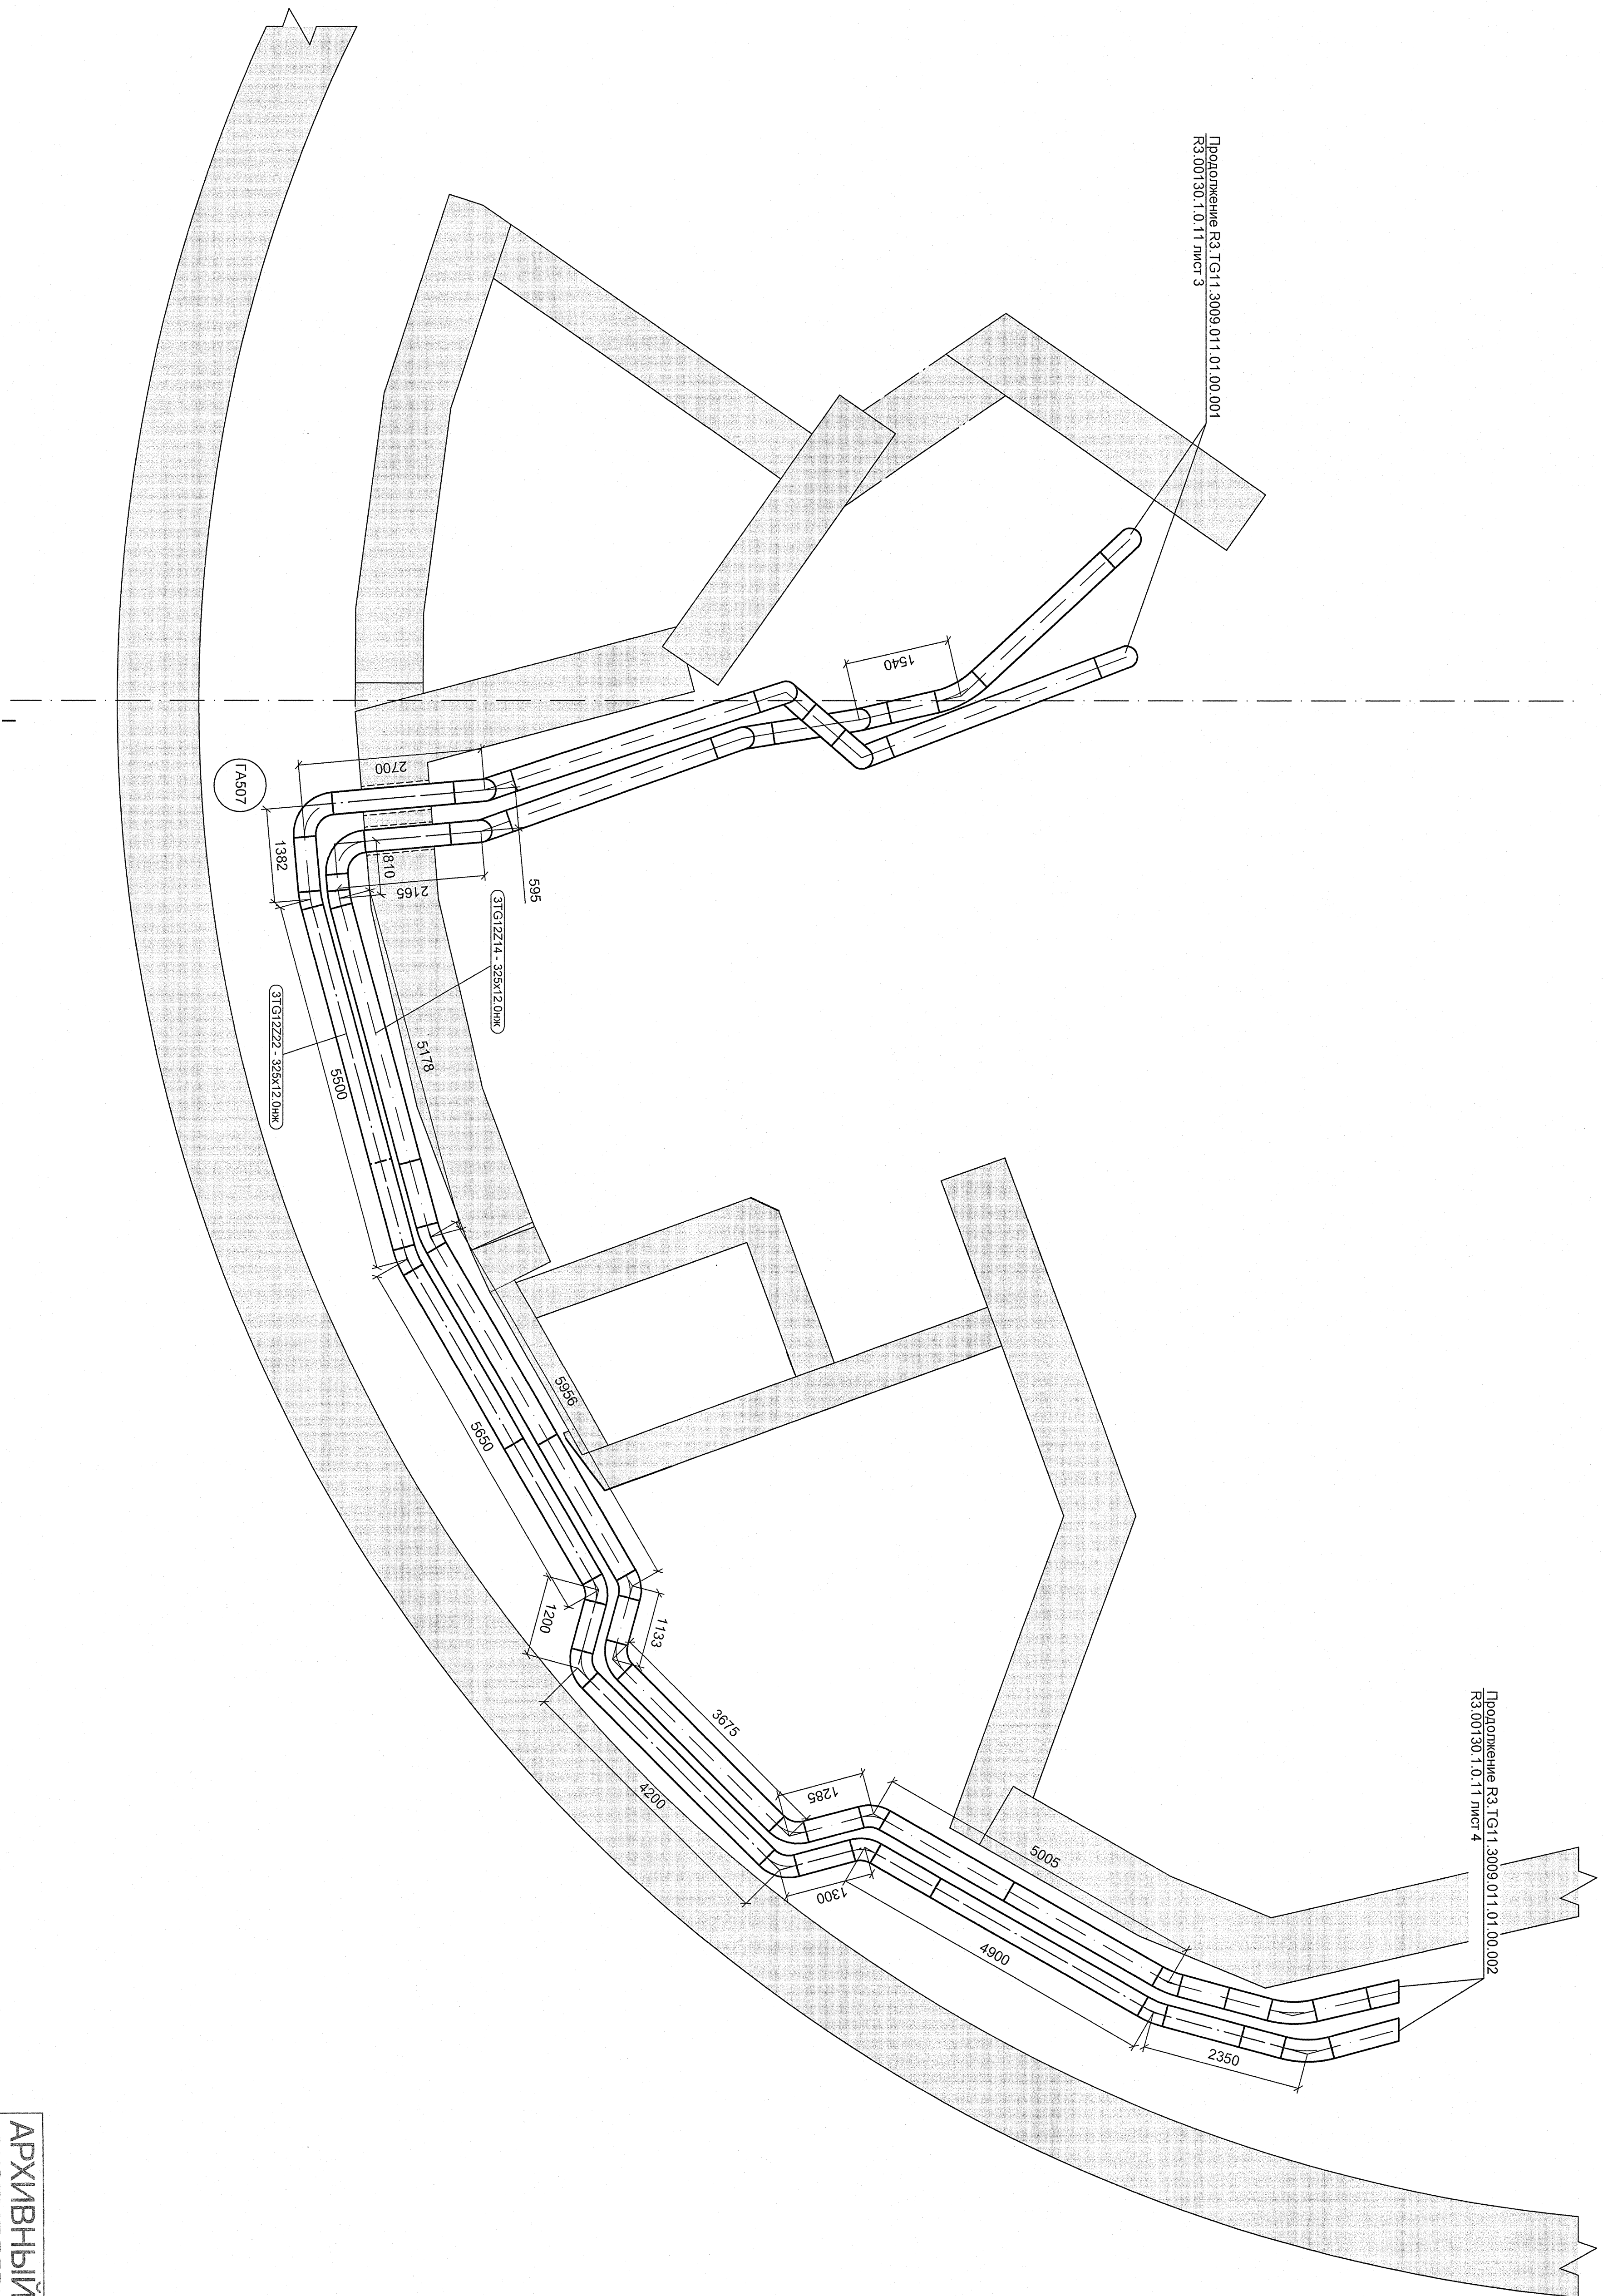 Продолжение R3.TG11.3009.011.01.00.001
R3.00130.1.0.11 лист 3
1540
2700
ГА507
1382
810
2165
595
3TG12Z14 - 325x12.0нж
3TG12Z22 - 325x12.0нж
5178
5500
5956
5650
1200
1133
3675
4200
1285
1300
5005
4900
2350
Продолжение R3.TG11.3009.011.01.00.002
R3.00130.1.0.11 лист 4
АРХИВНЫЙ